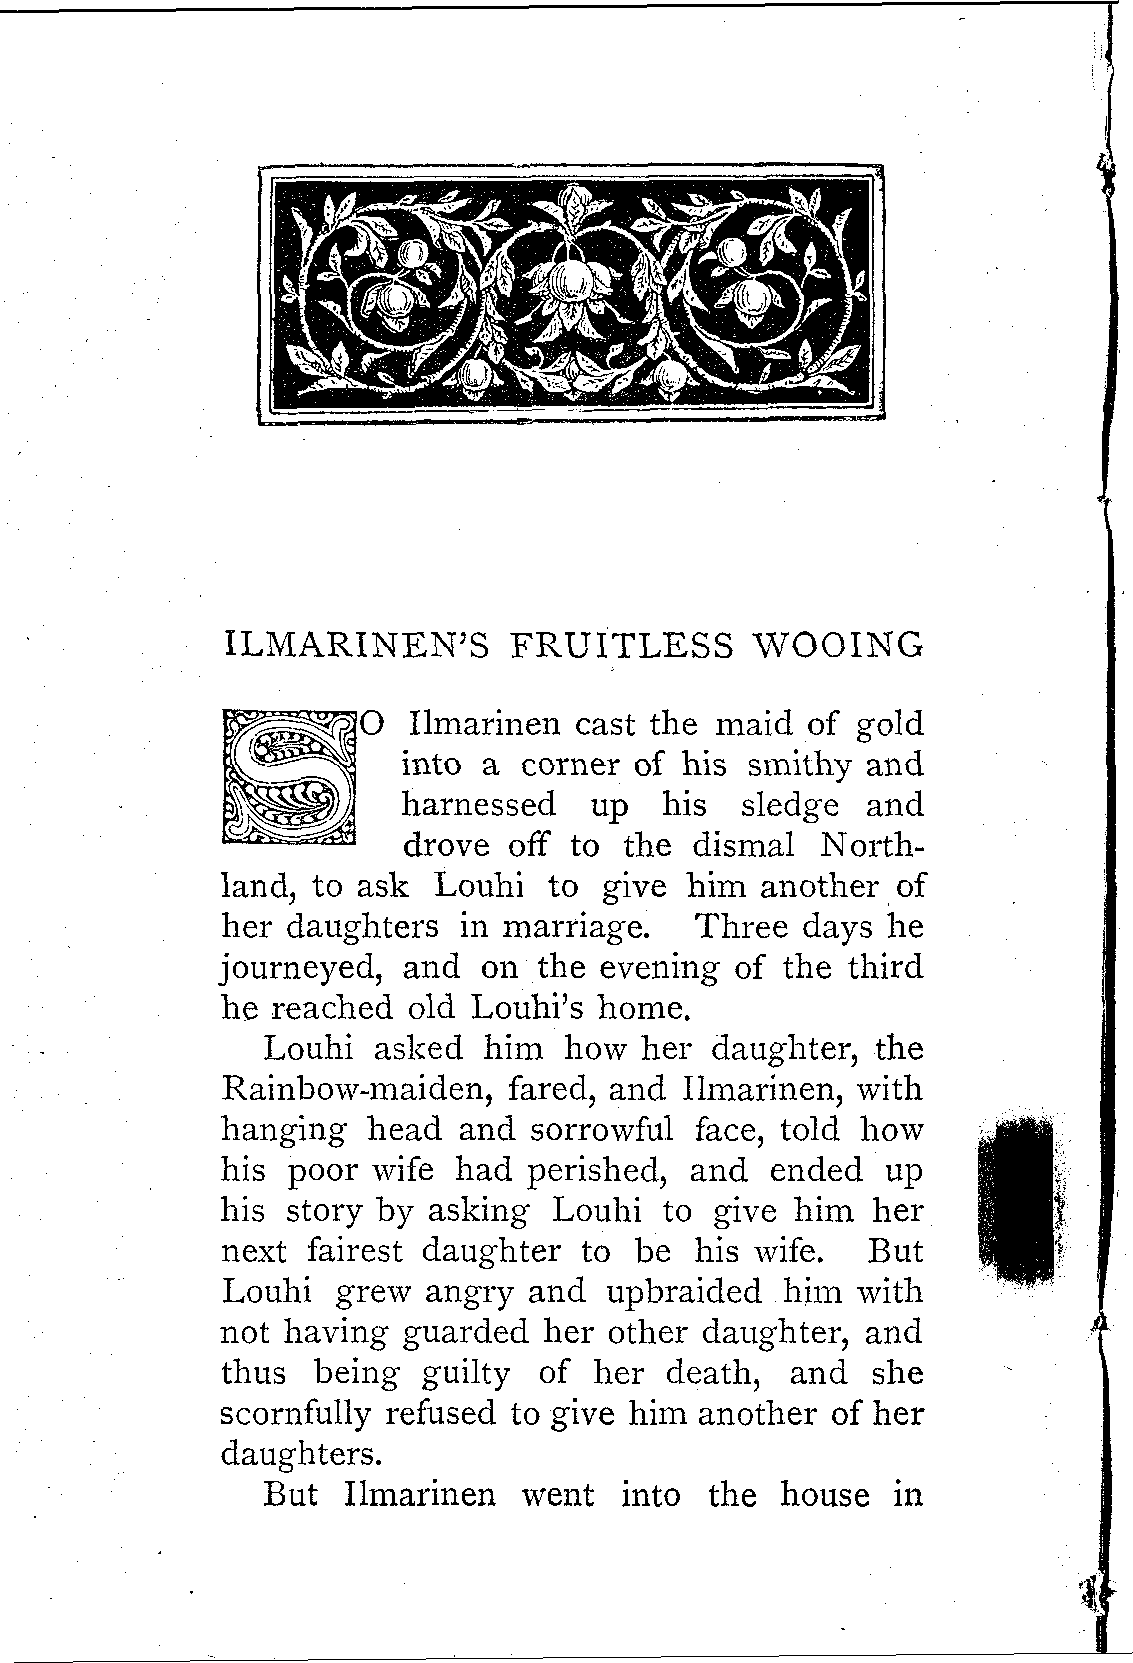 ILMARINEN'S FRUITLESS WOOING
SO Ilmarinen cast the maid of gold
into a corner of his smithy and
harnessed up his sledge and
drove off to the dismal North-
land, to ask Louhi to give him another of
her daughters in marriage. Three days he
journeyed, and on the evening of the third
he reached old Louhi's home.
Louhi asked him how her daughter, the
Rainbow-maiden, fared, and Ilmarinen, with
hanging head and sorrowful face, told how
his poor wife had perished, and ended up
his story by asking Louhi to give him her
next fairest daughter to be his wife. But
Louhi grew angry and upbraided him with
not having guarded her other daughter, and
thus being guilty of her death, and she
scornfully refused to give him another of her
daughters.
But Ilmarinen went into the house in